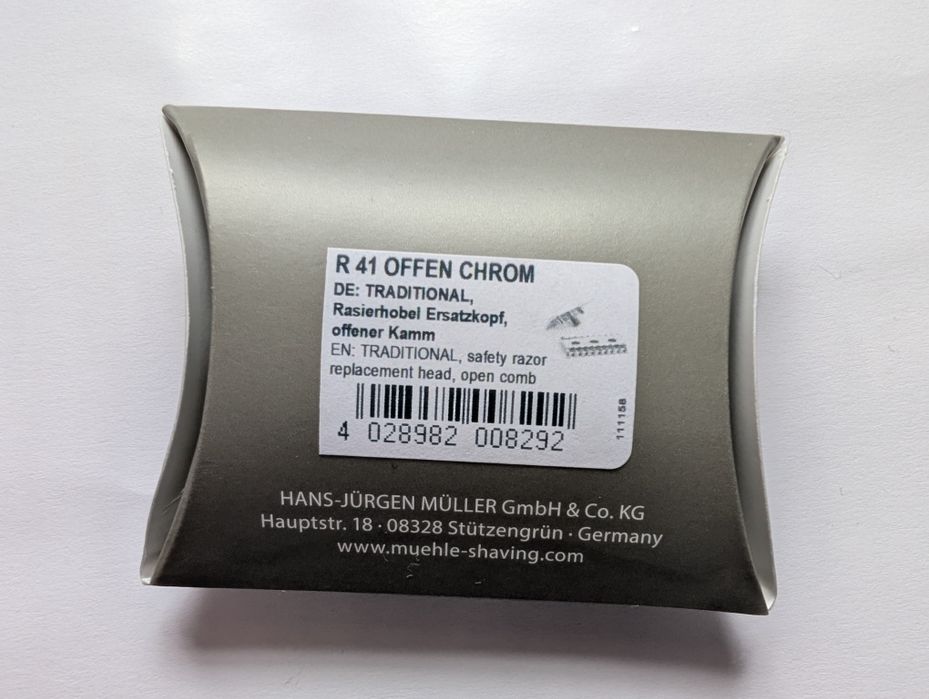 R 41 OFFEN CHROM
DE: TRADITIONAL,
Rasierhobel Ersatzkopf,
offener Kamm
EN: TRADITIONAL, safety razor
replacement head, open comb
4 028982 008292
111158
HANS-JÜRGEN MÜLLER GmbH & Co. KG
Hauptstr. 18 · 08328 Stützengrün · Germany
www.muehle-shaving.com